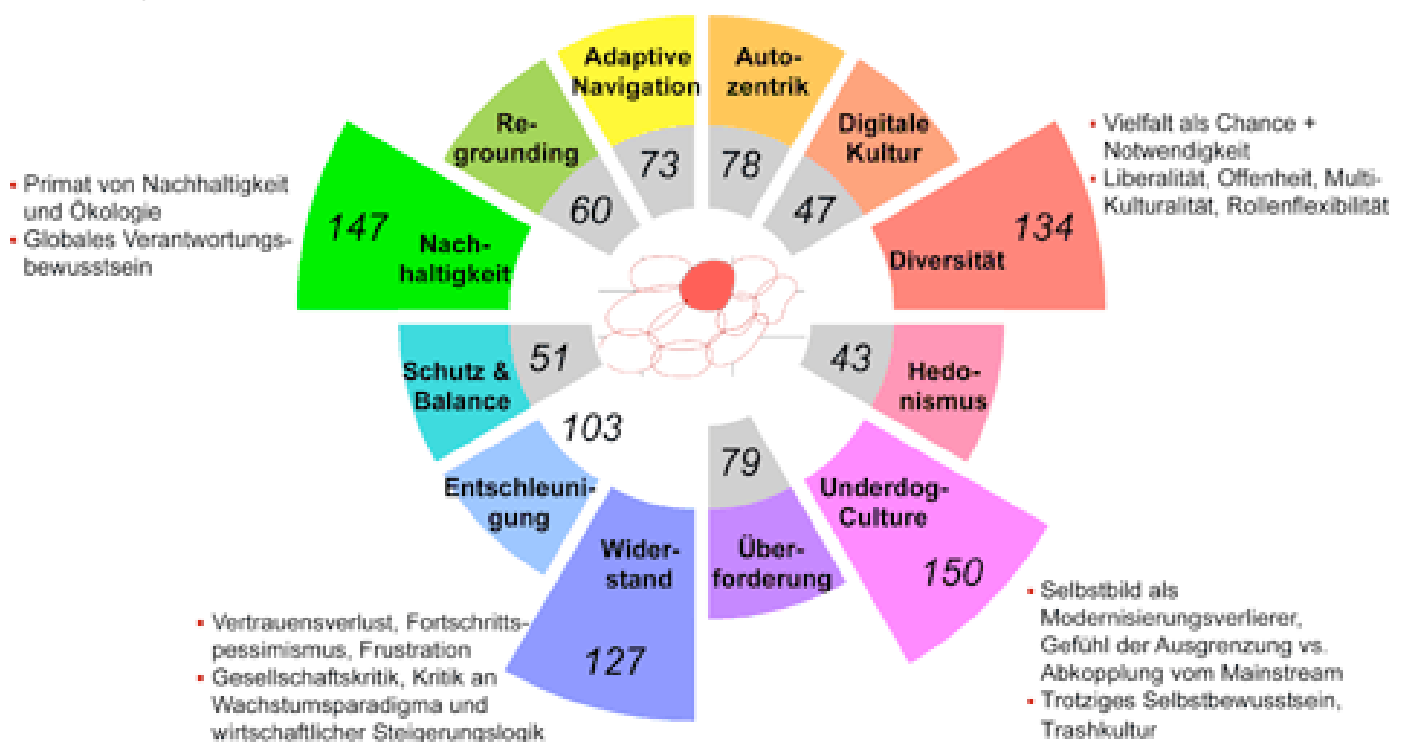 Adaptive
Navigation
73
Auto-
zentrik
78
Digitale
Kultur
47
Diversität
134
▪ Vielfalt als Chance +
Notwendigkeit
▪ Liberalität, Offenheit, Multi-
Kulturalität, Rollenflexibilität
Hedo-
nismus
43
Underdog-
Culture
150
▪ Selbstbild als
Modernisierungsverlierer,
Gefühl der Ausgrenzung vs.
Abkopplung vom Mainstream
▪ Trotziges Selbstbewusstsein,
Trashkultur
Über-
forderung
79
Wider-
stand
127
▪ Vertrauensverlust, Fortschritts-
pessimismus, Frustration
▪ Gesellschaftskritik, Kritik an
Wachstumsparadigma und
wirtschaftlicher Steigerungslogik
Entschleuni-
gung
103
Schutz &
Balance
51
Nach-
haltigkeit
147
▪ Primat von Nachhaltigkeit
und Ökologie
▪ Globales Verantwortungs-
bewusstsein
Re-
grounding
60